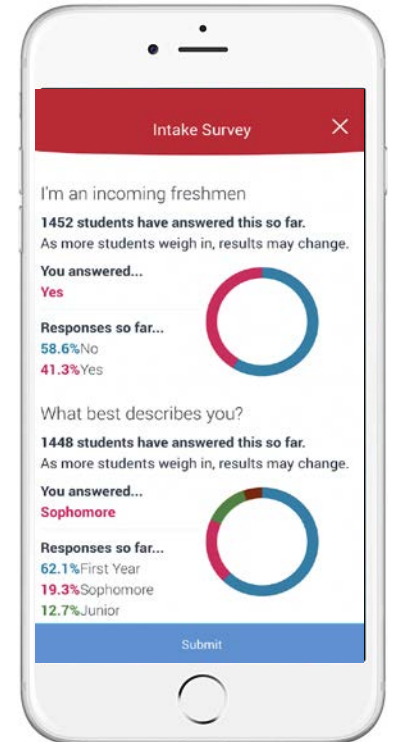 Intake Survey
I'm an incoming freshmen
1452 students have answered this so far.
As more students weigh in, results may change.
You answered...
Yes
Responses so far...
58.6%No
41.3%Yes
What best describes you?
1448 students have answered this so far.
As more students weigh in, results may change.
You answered...
Sophomore
Responses so far...
62.1%First Year
19.3%Sophomore
12.7%Junior
Submit